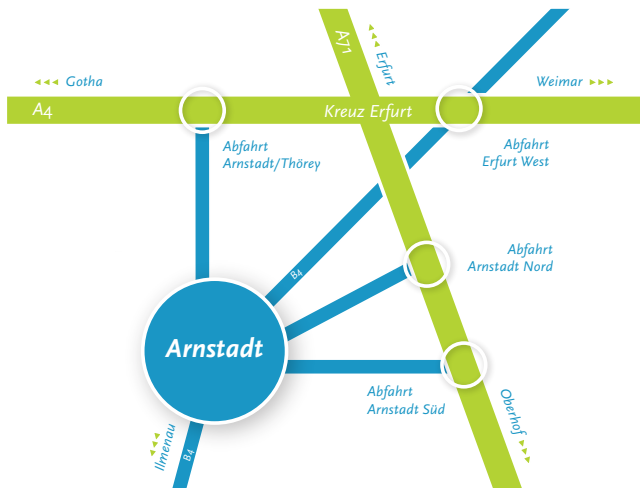 A71
Erfurt
Gotha
Weimar
A4
Kreuz Erfurt
Abfahrt
Arnstadt/Thörey
Abfahrt
Erfurt West
Abfahrt
Arnstadt Nord
B4
Arnstadt
Abfahrt
Arnstadt Süd
Oberhof
Ilmenau
B4